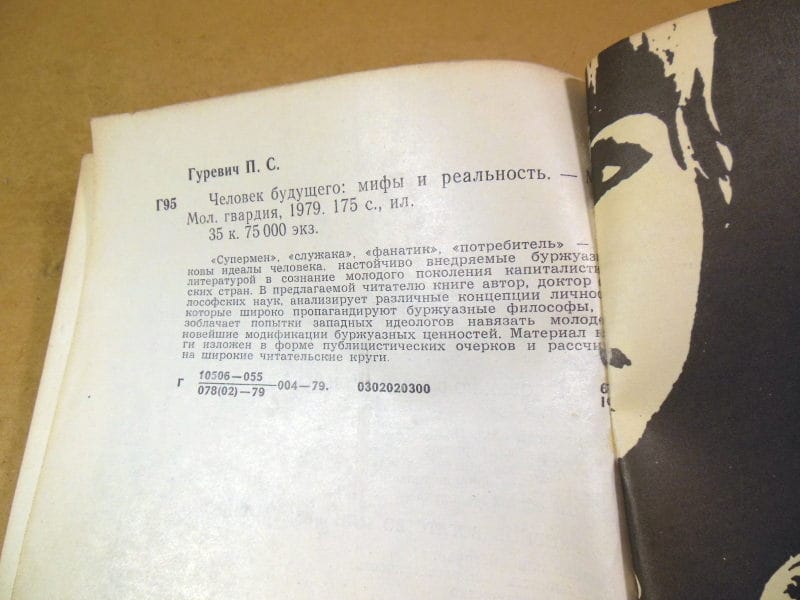 Гуревич П. С.
Г95 Человек будущего: мифы и реальность. —
Мол. гвардия, 1979. 175 с., ил.
35 к. 75 000 экз.
«Супермен», «служака», «фанатик», «потребитель» —
ковы идеалы человека, настойчиво внедряемые буржуаз
литературой в сознание молодого поколения капиталисти
ских стран. В предлагаемой читателю книге автор, доктор
лософских наук, анализирует различные концепции личнос
которые широко пропагандируют буржуазные философы,
зоблачает попытки западных идеологов навязать молоде
новейшие модификации буржуазных ценностей. Материал
ги изложен в форме публицистических очерков и рассчи
на широкие читательские круги.
Г 10506—055
078(02)—79 —004—79. 0302020300